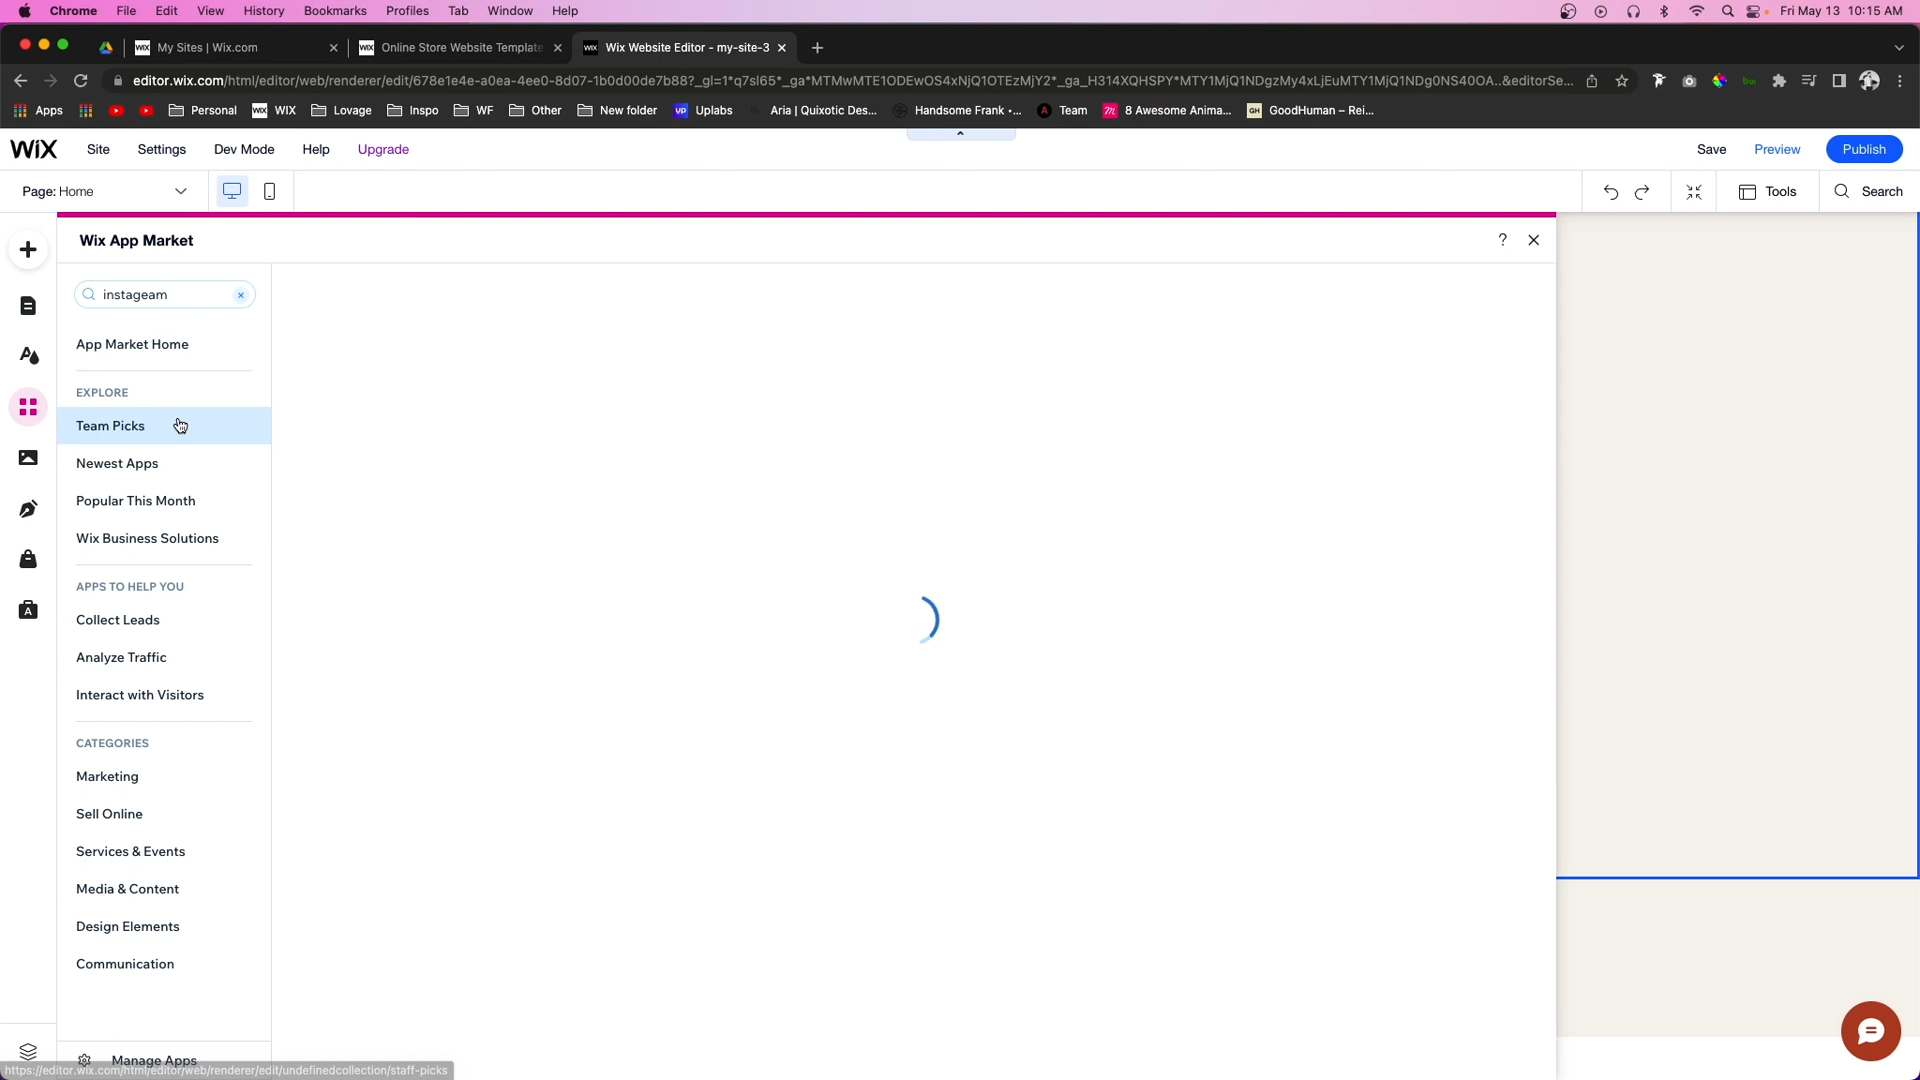 Chrome File Edit View History Bookmarks Profiles Tab Window Help Fri May 13 10:15 AM
WIX My Sites | Wix.com WIX Online Store Website Template WIX Wix Website Editor - my-site-3
editor.wix.com/html/editor/web/renderer/edit/678e1e4e-a0ea-4ee0-8d07-1b0d00de7b88?_gl=1*q7sl65*_ga*MTMwMTE1ODEwOS4xNjQ1OTEzMjY2*_ga_H314XQHSPY*MTY1MjQ1NDgzMy4xLjEuMTY1MjQ1NDg0NS40OA..&editorSe...
Apps Personal WIX WIX Lovage Inspo WF Other New folder UP Uplabs Aria | Quixotic Des... Handsome Frank •... A Team 8 Awesome Anima... GH GoodHuman – Rei...
WIX Site Settings Dev Mode Help Upgrade Save Preview Publish
Page: Home Tools Search
Wix App Market ?
instageam
App Market Home
EXPLORE
Team Picks
Newest Apps
Popular This Month
Wix Business Solutions
APPS TO HELP YOU
Collect Leads
Analyze Traffic
Interact with Visitors
CATEGORIES
Marketing
Sell Online
Services & Events
Media & Content
Design Elements
Communication
Manage Apps
https://editor.wix.com/html/editor/web/renderer/edit/undefinedcollection/staff-picks